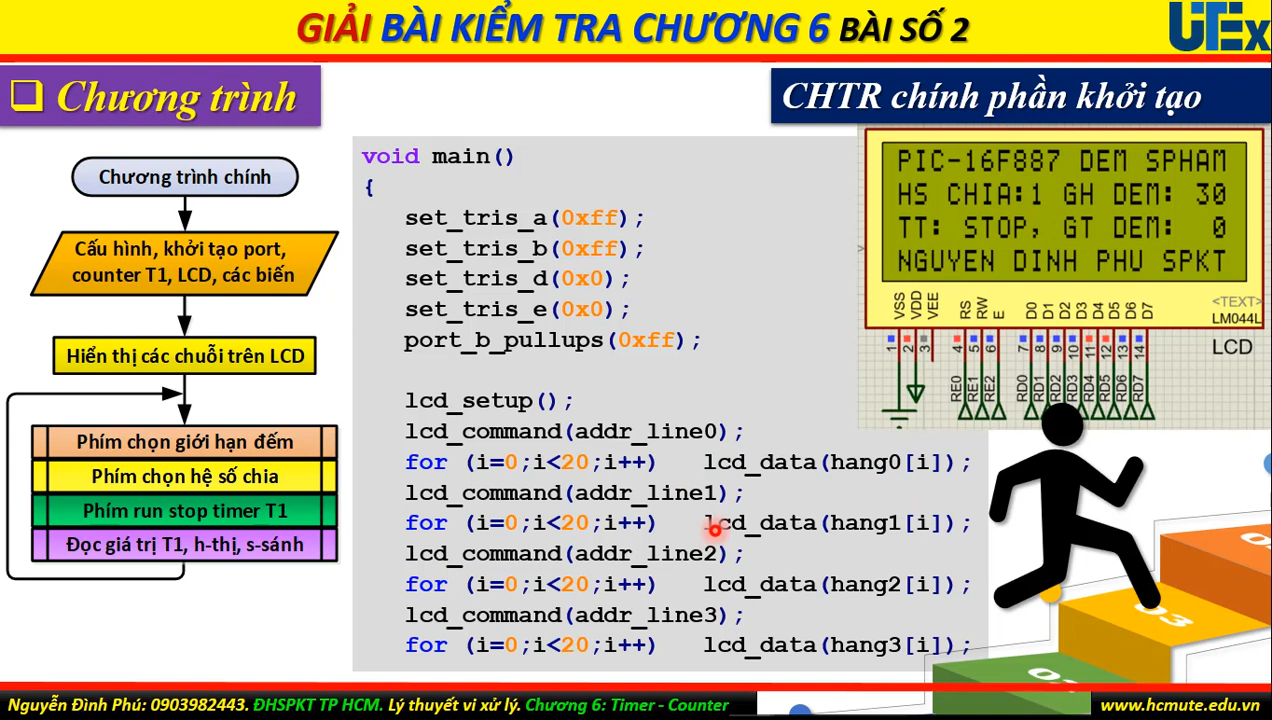 GIẢI BÀI KIỂM TRA CHƯƠNG 6 BÀI SỐ 2
UTEx
Chương trình
CHTR chính phần khởi tạo
Chương trình chính
Cấu hình, khởi tạo port,
counter T1, LCD, các biến
Hiển thị các chuỗi trên LCD
Phím chọn giới hạn đếm
Phím chọn hệ số chia
Phím run stop timer T1
Đọc giá trị T1, h-thị, s-sánh
void main()
{
set_tris_a(0xff);
set_tris_b(0xff);
set_tris_d(0x0);
set_tris_e(0x0);
port_b_pullups(0xff);
lcd_setup();
lcd_command(addr_line0);
for (i=0;i<20;i++) lcd_data(hang0[i]);
lcd_command(addr_line1);
for (i=0;i<20;i++) lcd_data(hang1[i]);
lcd_command(addr_line2);
for (i=0;i<20;i++) lcd_data(hang2[i]);
lcd_command(addr_line3);
for (i=0;i<20;i++) lcd_data(hang3[i]);
PIC-16F887 DEM SPHAM
HS CHIA:1 GH DEM: 30
TT: STOP, GT DEM: 0
NGUYEN DINH PHU SPKT
VSS VDD VEE RS RW E D0 D1 D2 D3 D4 D5 D6 D7
<TEXT>
LM044L
1 2 3 4 5 6 7 8 9 10 11 12 13 14
LCD
RE0 RE1 RE2 RD0 RD1 RD2 RD3 RD4 RD5 RD6 RD7
03
Nguyễn Đình Phú: 0903982443. ĐHSPKT TP HCM. Lý thuyết vi xử lý. Chương 6: Timer - Counter
www.hcmute.edu.vn